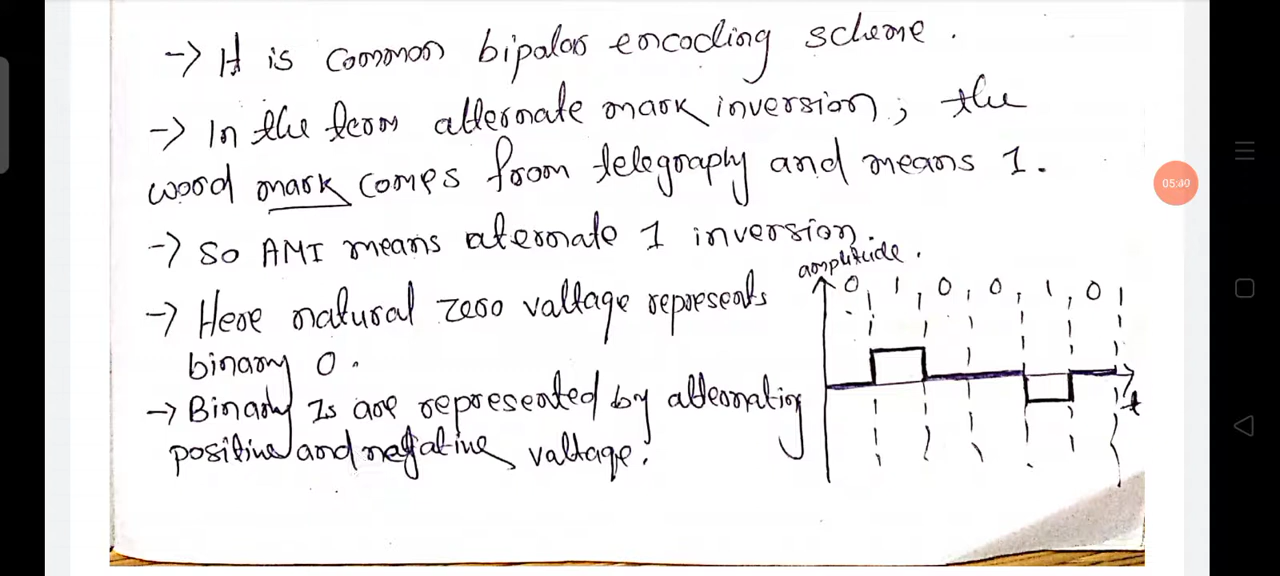 -> It is common bipolar encoding scheme.
-> In the term alternate mark inversion, the
word mark comes from telegraphy and means 1.
-> So AMI means alternate 1 inversion.
-> Here natural zero valtage represents
binary 0.
-> Binary 1s are represented by alternating
positive and negative valtage.
amplitude.
0 1 0 0 1 0
t
05:40